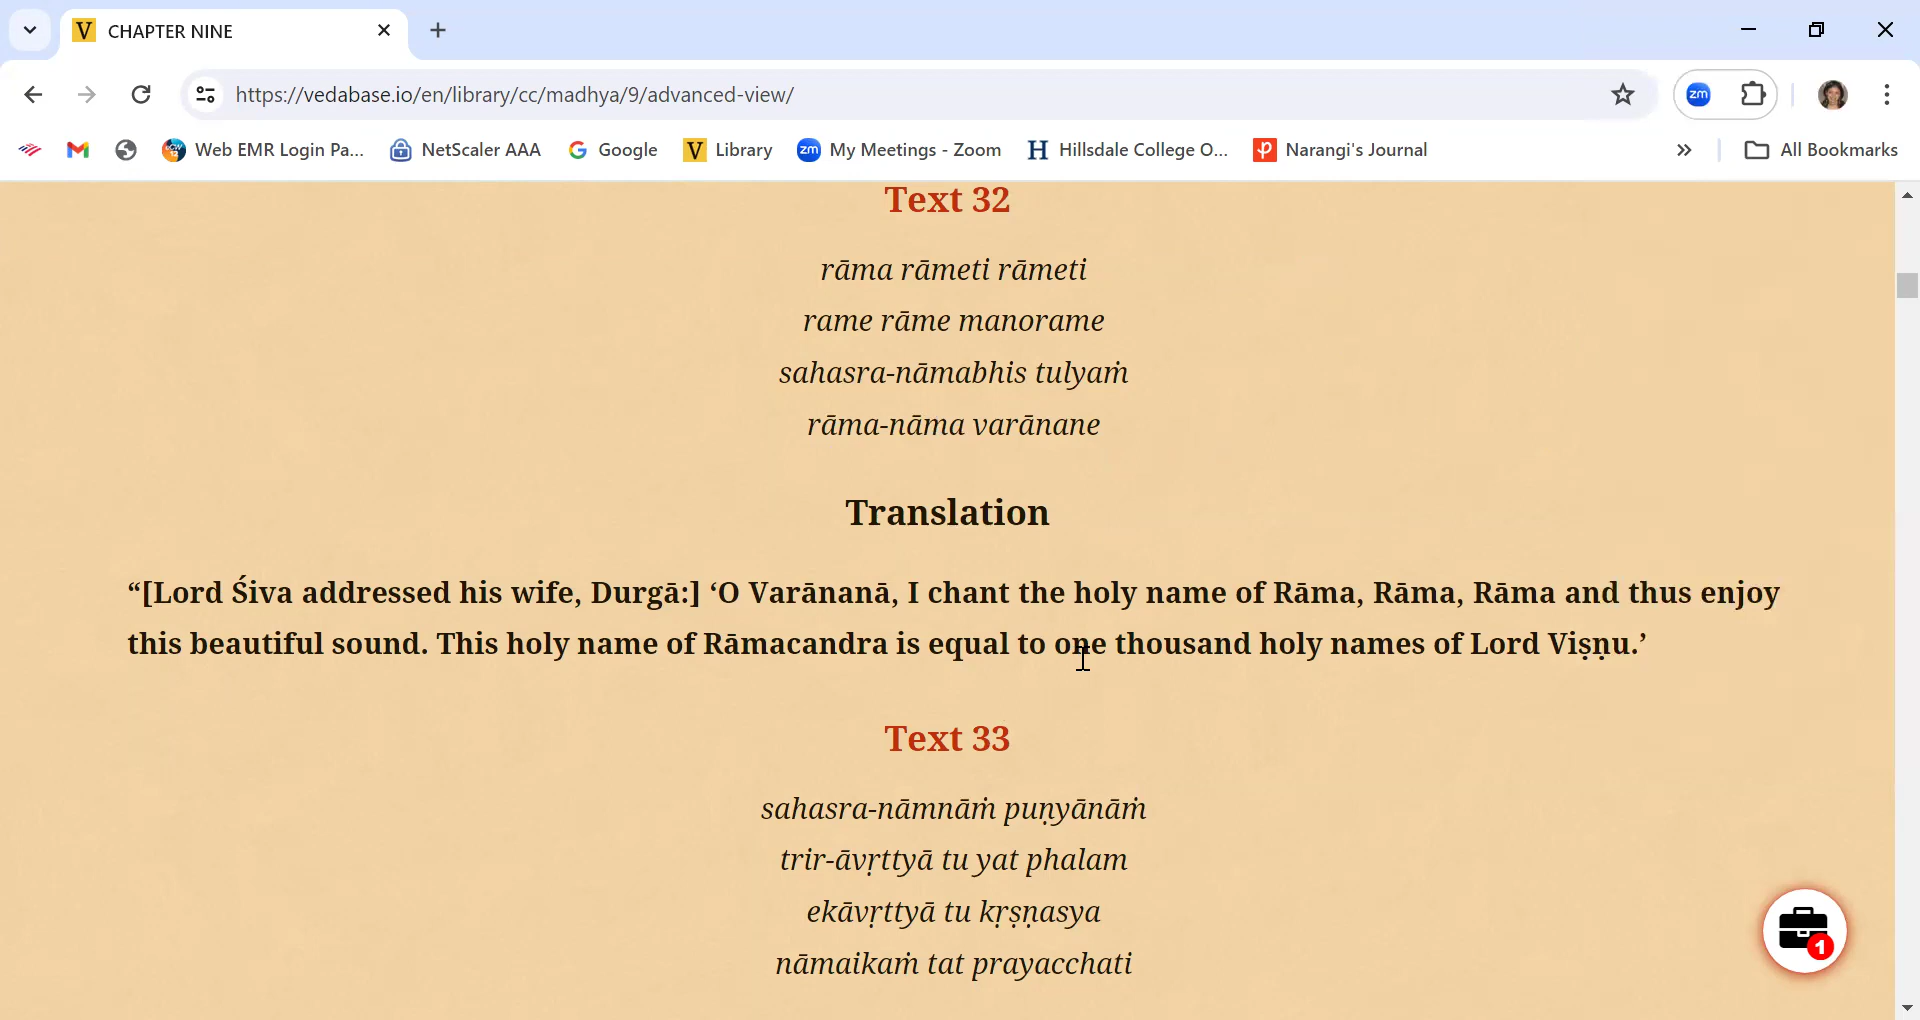 CHAPTER NINE
https://vedabase.io/en/library/cc/madhya/9/advanced-view/
zm
Web EMR Login Pa...
NetScaler AAA
Google
Library
My Meetings - Zoom
Hillsdale College O...
Narangi's Journal
All Bookmarks
Text 32
rāma rāmeti rāmeti
rame rāme manorame
sahasra-nāmabhis tulyaṁ
rāma-nāma varānane
Translation
“[Lord Śiva addressed his wife, Durgā:] ‘O Varānanā, I chant the holy name of Rāma, Rāma, Rāma and thus enjoy
this beautiful sound. This holy name of Rāmacandra is equal to one thousand holy names of Lord Viṣṇu.’
Text 33
sahasra-nāmnāṁ puṇyānāṁ
trir-āvṛttyā tu yat phalam
ekāvṛttyā tu kṛṣṇasya
nāmaikaṁ tat prayacchati
1